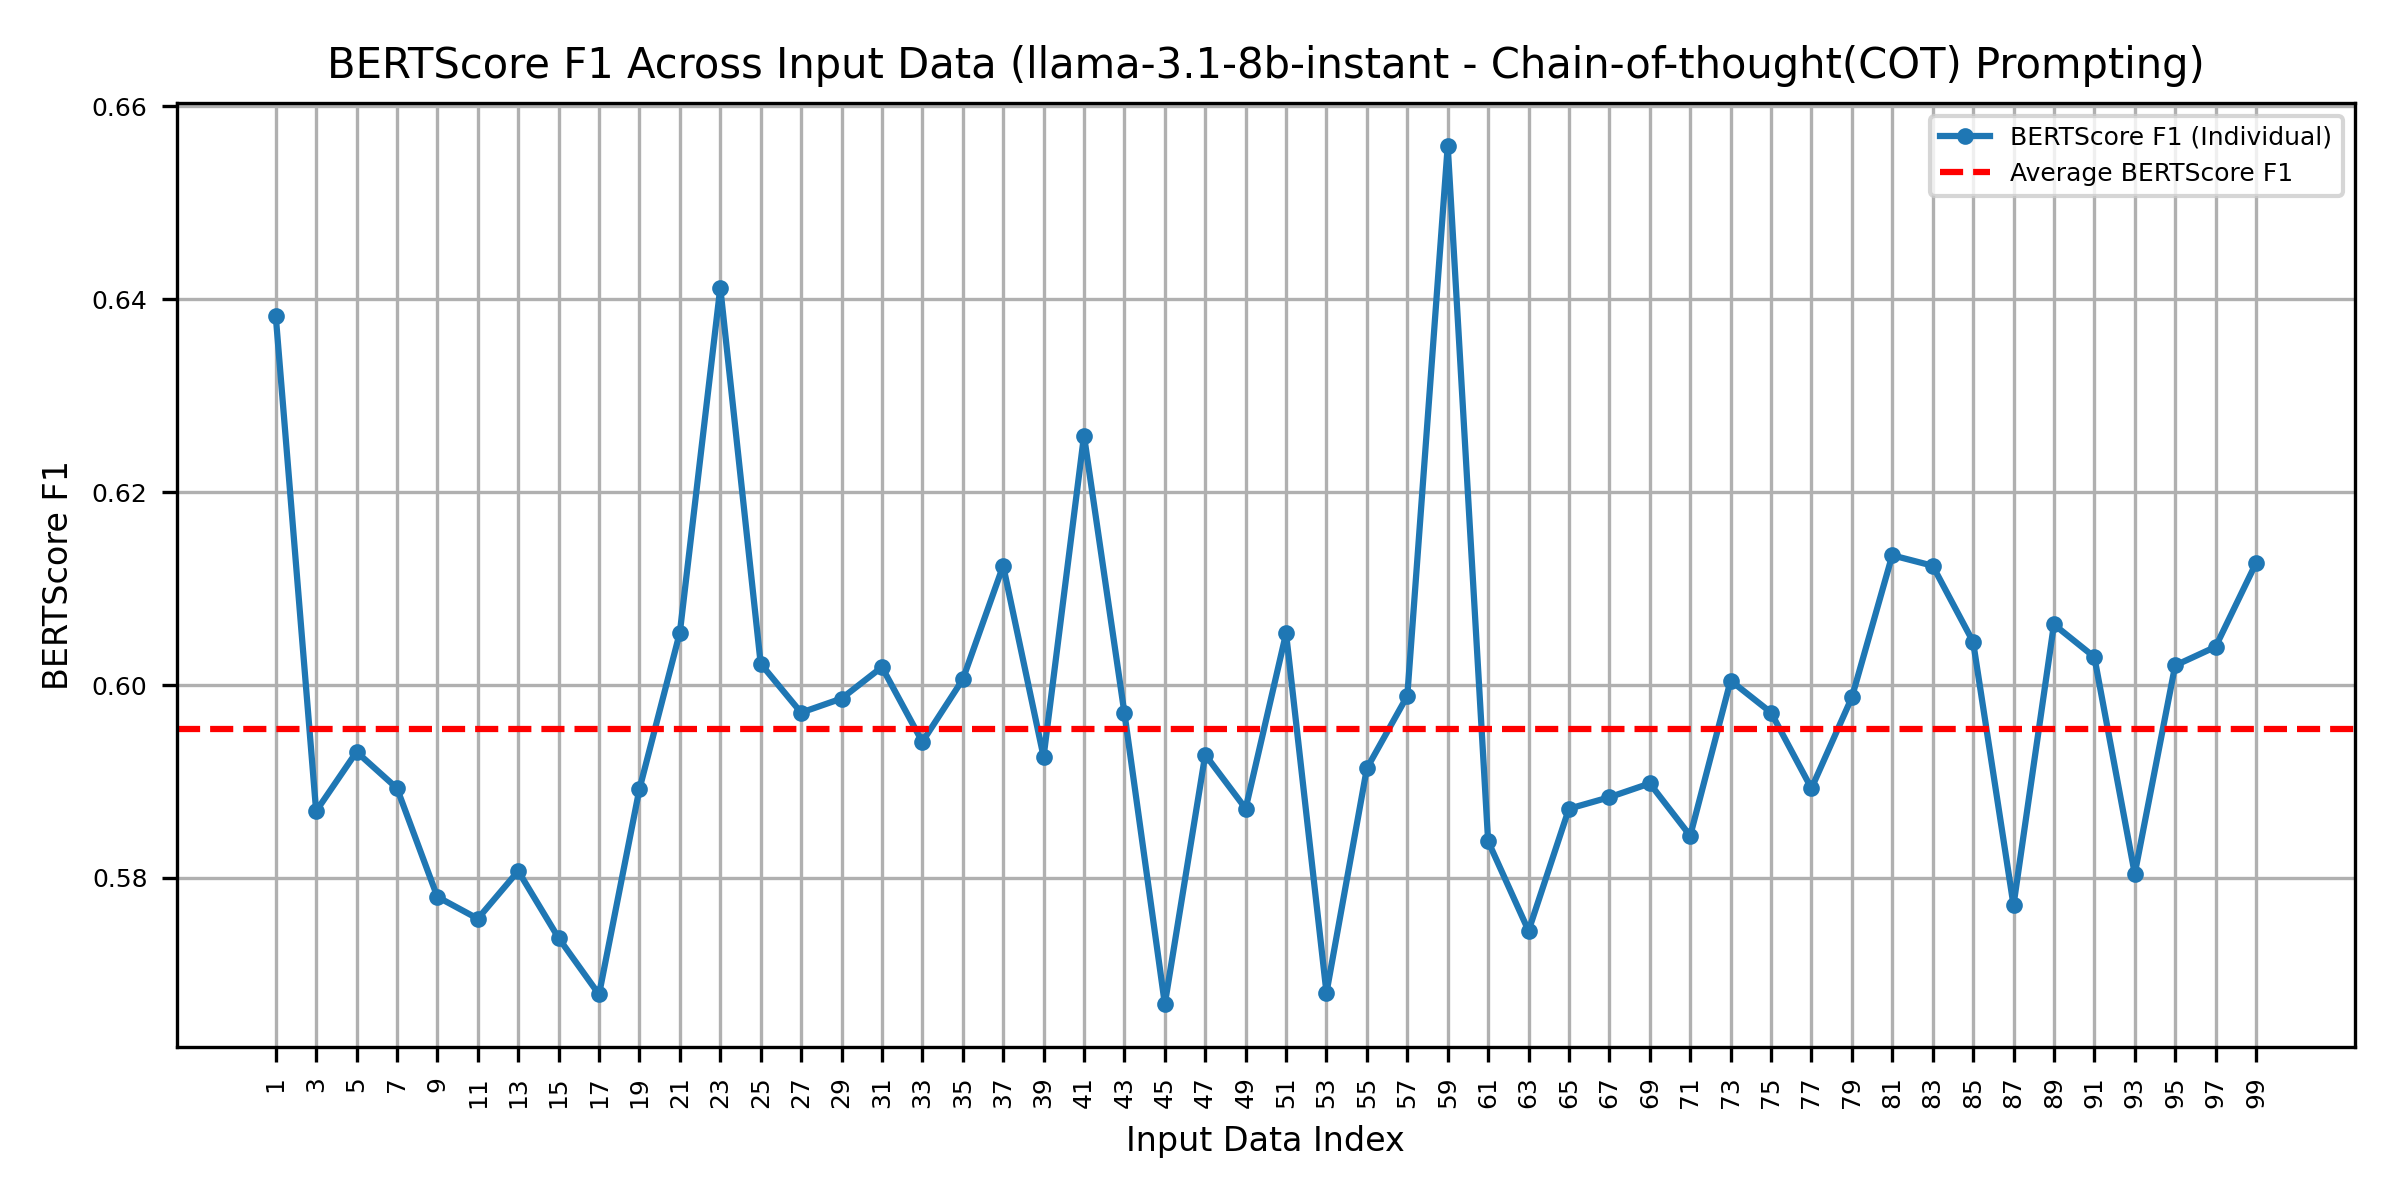 BERTScore F1 Across Input Data (llama-3.1-8b-instant - Chain-of-thought(COT) Prompting)
BERTScore F1 (Individual)
Average BERTScore F1
BERTScore F1
0.66
0.64
0.62
0.60
0.58
1 3 5 7 9 11 13 15 17 19 21 23 25 27 29 31 33 35 37 39 41 43 45 47 49 51 53 55 57 59 61 63 65 67 69 71 73 75 77 79 81 83 85 87 89 91 93 95 97 99
Input Data Index